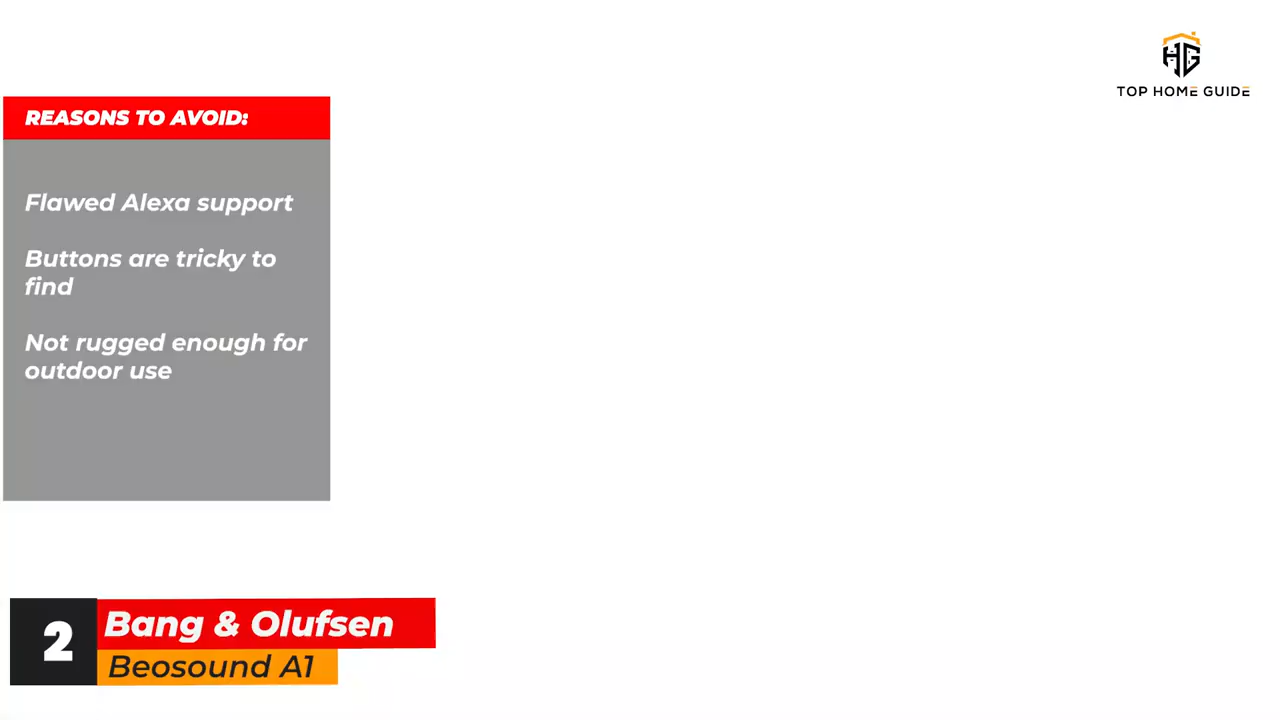 HG
TOP HOME GUIDE
REASONS TO AVOID:
Flawed Alexa support
Buttons are tricky to
find
Not rugged enough for
outdoor use
2
Bang & Olufsen
Beosound A1